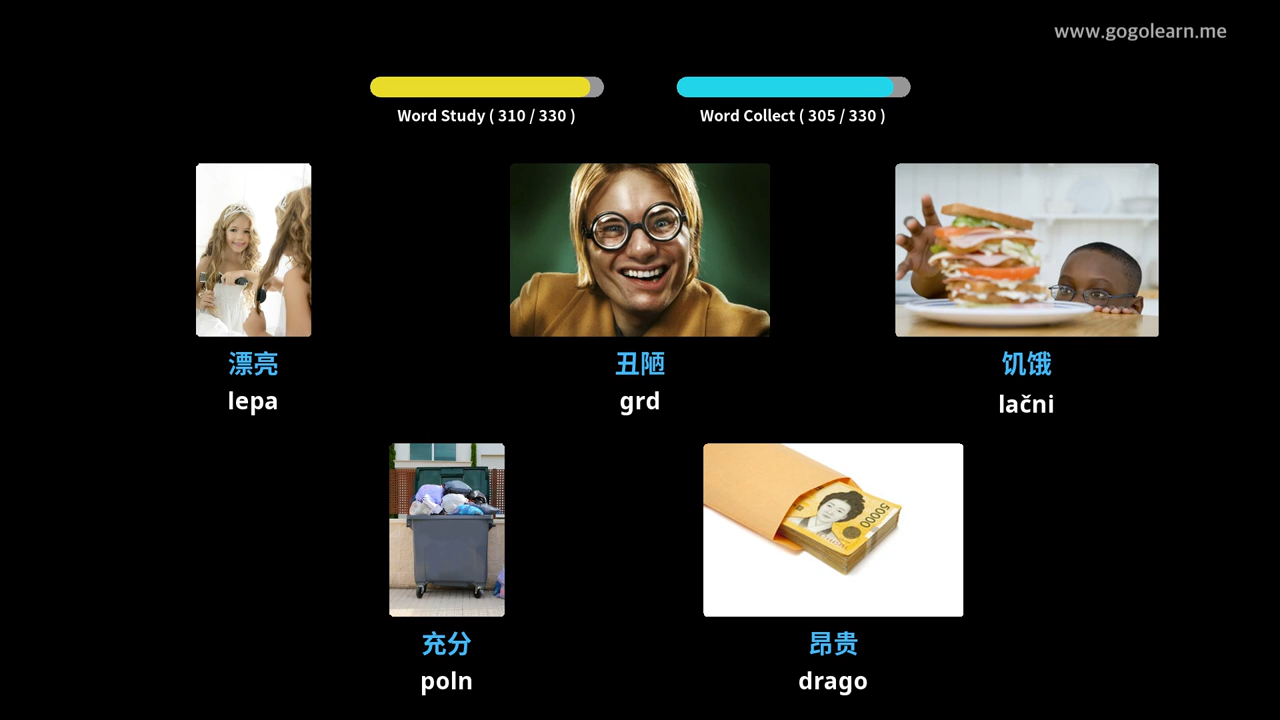 www.gogolearn.me
Word Study ( 310 / 330 )
Word Collect ( 305 / 330 )
漂亮
lepa
丑陋
grd
饥饿
lačni
50000
充分
poln
昂贵
drago